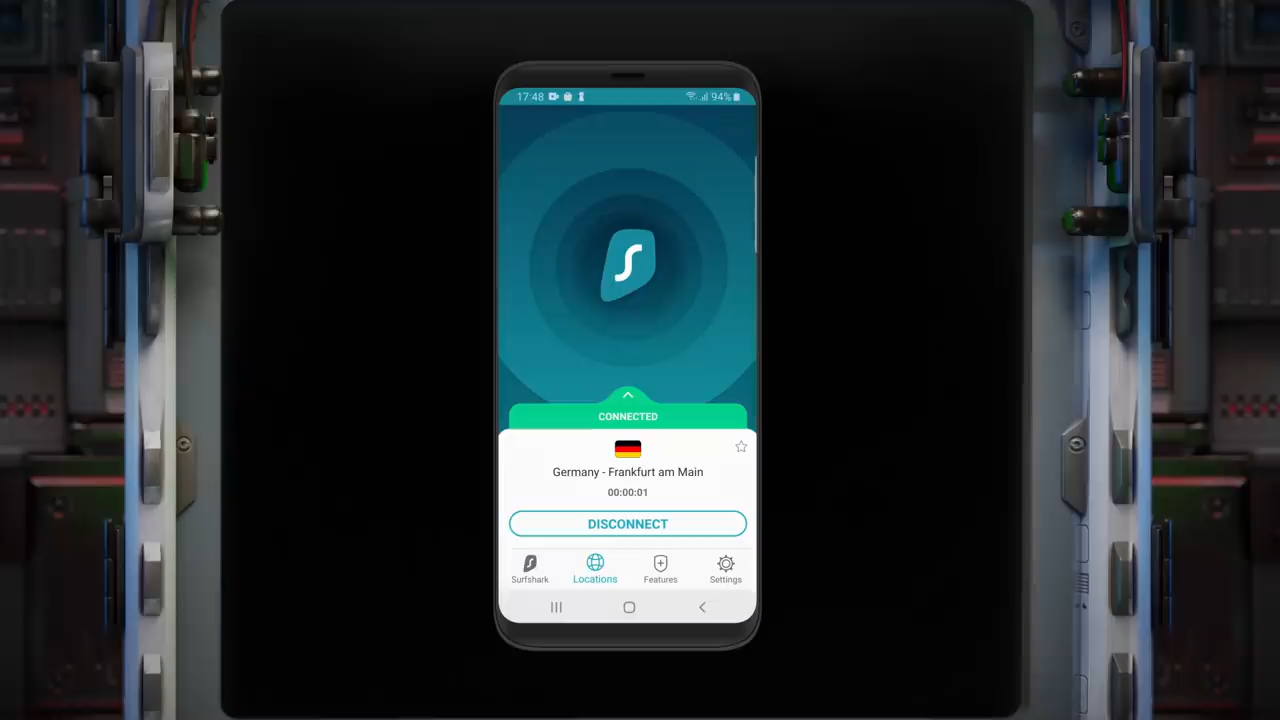 17:48 94%
CONNECTED
Germany - Frankfurt am Main
00:00:01
DISCONNECT
Surfshark Locations Features Settings